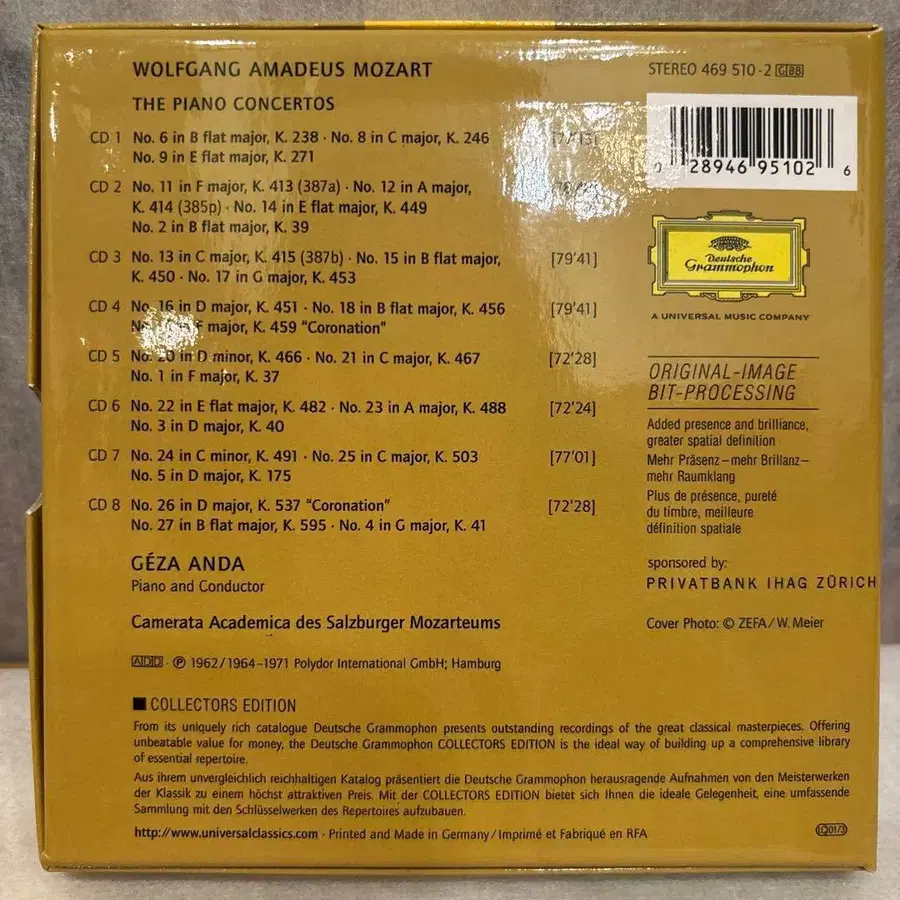 WOLFGANG AMADEUS MOZART
STEREO 469 510-2 GBB
THE PIANO CONCERTOS
CD 1 No. 6 in B flat major, K. 238 · No. 8 in C major, K. 246
No. 9 in E flat major, K. 271
CD 2 No. 11 in F major, K. 413 (387a) · No. 12 in A major,
K. 414 (385p) · No. 14 in E flat major, K. 449
No. 2 in B flat major, K. 39
CD 3 No. 13 in C major, K. 415 (387b) · No. 15 in B flat major, [79'41]
K. 450 · No. 17 in G major, K. 453
CD 4 No. 16 in D major, K. 451 · No. 18 in B flat major, K. 456 [79'41]
No. F major, K. 459 "Coronation"
CD 5 No. 20 in D minor, K. 466 · No. 21 in C major, K. 467 [72'28]
No. 1 in F major, K. 37
CD 6 No. 22 in E flat major, K. 482 · No. 23 in A major, K. 488 [72'24]
No. 3 in D major, K. 40
CD 7 No. 24 in C minor, K. 491 · No. 25 in C major, K. 503 [77'01]
No. 5 in D major, K. 175
CD 8 No. 26 in D major, K. 537 "Coronation" [72'28]
No. 27 in B flat major, K. 595 · No. 4 in G major, K. 41
GÉZA ANDA
Piano and Conductor
Camerata Academica des Salzburger Mozarteums
ADD · ℗ 1962/1964–1971 Polydor International GmbH; Hamburg
0 28946 95102 6
Deutsche
Grammophon
A UNIVERSAL MUSIC COMPANY
ORIGINAL-IMAGE
BIT-PROCESSING
Added presence and brilliance,
greater spatial definition
Mehr Präsenz – mehr Brillanz –
mehr Raumklang
Plus de présence, pureté
du timbre, meilleure
définition spatiale
sponsored by:
PRIVATBANK IHAG ZÜRICH
Cover Photo: © ZEFA / W. Meier
■ COLLECTORS EDITION
From its uniquely rich catalogue Deutsche Grammophon presents outstanding recordings of the great classical masterpieces. Offering
unbeatable value for money, the Deutsche Grammophon COLLECTORS EDITION is the ideal way of building up a comprehensive library
of essential repertoire.
Aus ihrem unvergleichlich reichhaltigen Katalog präsentiert die Deutsche Grammophon herausragende Aufnahmen von den Meisterwerken
der Klassik zu einem höchst attraktiven Preis. Mit der COLLECTORS EDITION bietet sich Ihnen die ideale Gelegenheit, eine umfassende
Sammlung mit den Schlüsselwerken des Repertoires aufzubauen.
http://www.universalclassics.com · Printed and Made in Germany / Imprimé et Fabriqué en RFA